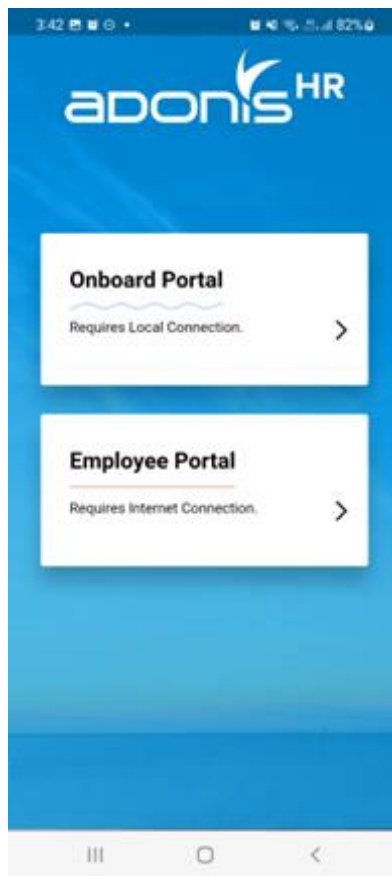 3:42
82%
adonis HR
Onboard Portal
Requires Local Connection.
Employee Portal
Requires Internet Connection.